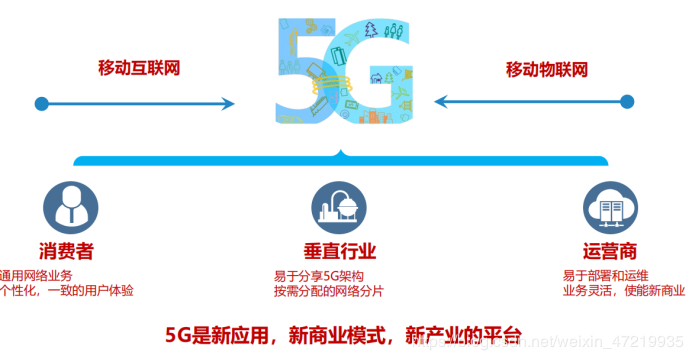 移动互联网
5G
移动物联网
消费者
通用网络业务
个性化，一致的用户体验
垂直行业
易于分享5G架构
按需分配的网络分片
运营商
易于部署和运维
业务灵活，使能新商业
5G是新应用，新商业模式，新产业的平台
https://blog.csdn.net/weixin_47219935